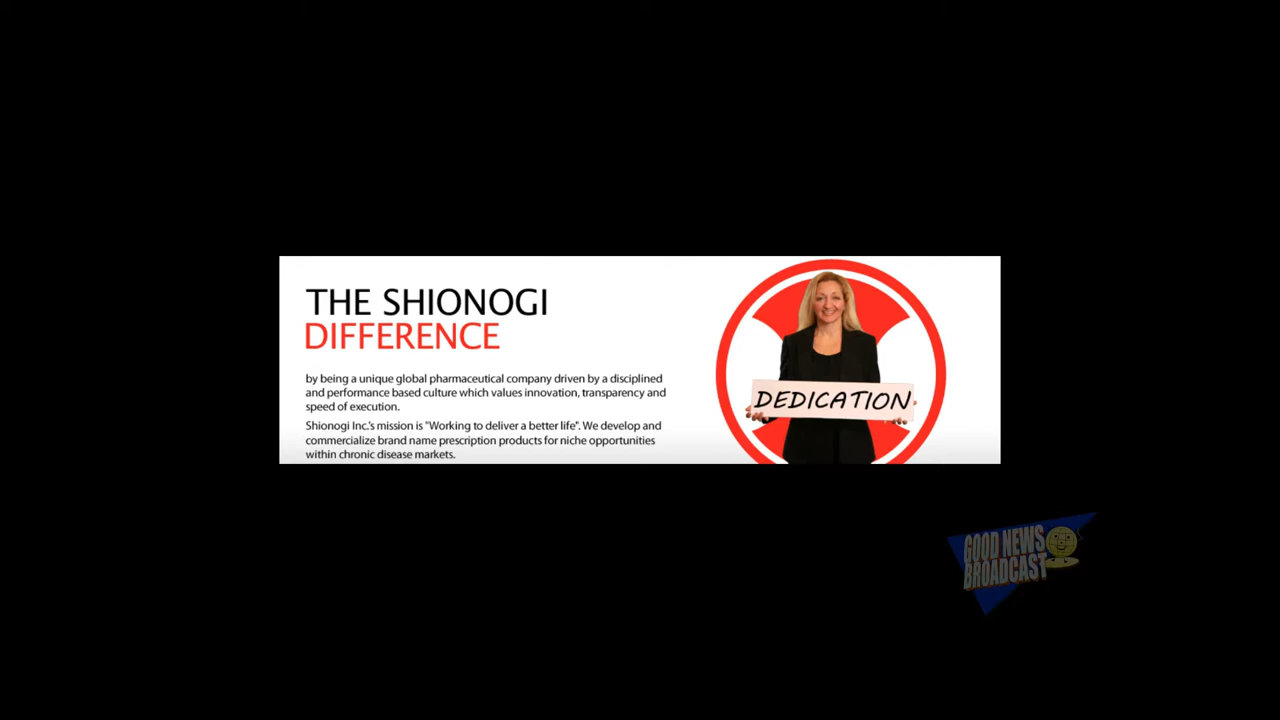 THE SHIONOGI
DIFFERENCE
by being a unique global pharmaceutical company driven by a disciplined
and performance based culture which values innovation, transparency and
speed of execution.
Shionogi Inc.'s mission is "Working to deliver a better life". We develop and
commercialize brand name prescription products for niche opportunities
within chronic disease markets.
DEDICATION
GOOD NEWS
BROADCAST